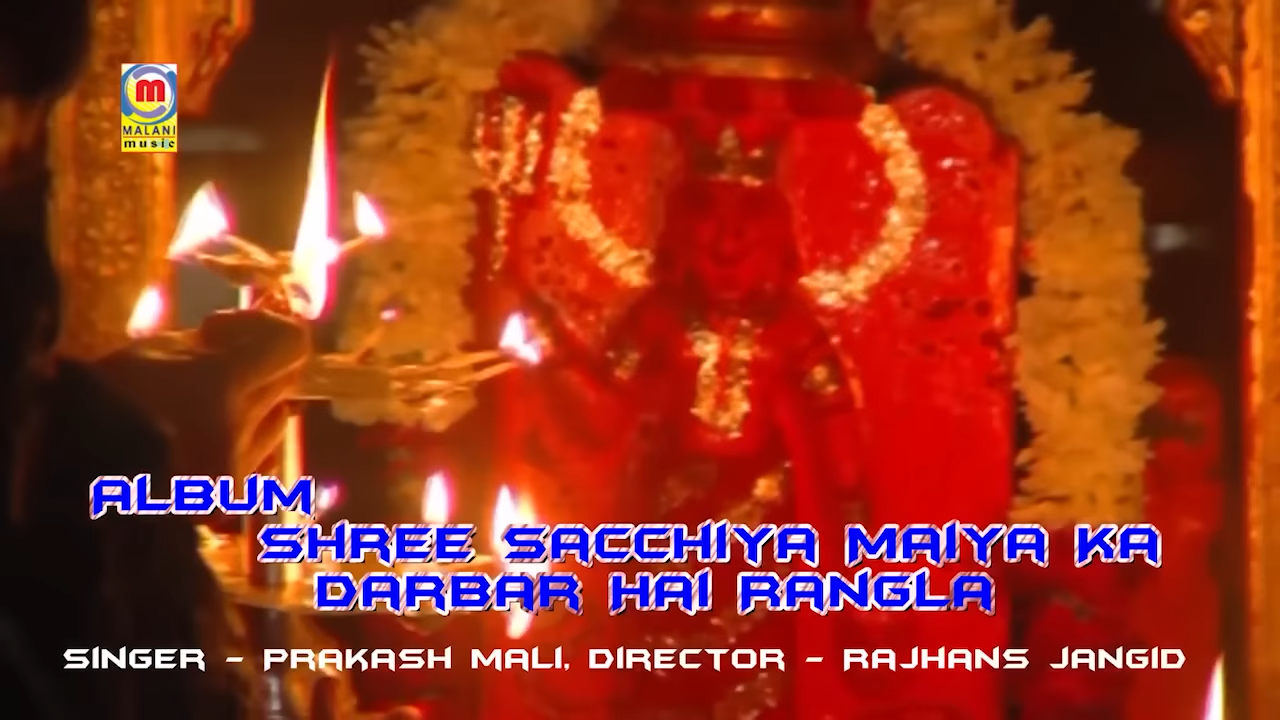 m
MALANI
music
ALBUM
SHREE SACCHIYA MAIYA KA
DARBAR HAI RANGLA
SINGER - PRAKASH MALI, DIRECTOR - RAJHANS JANGID